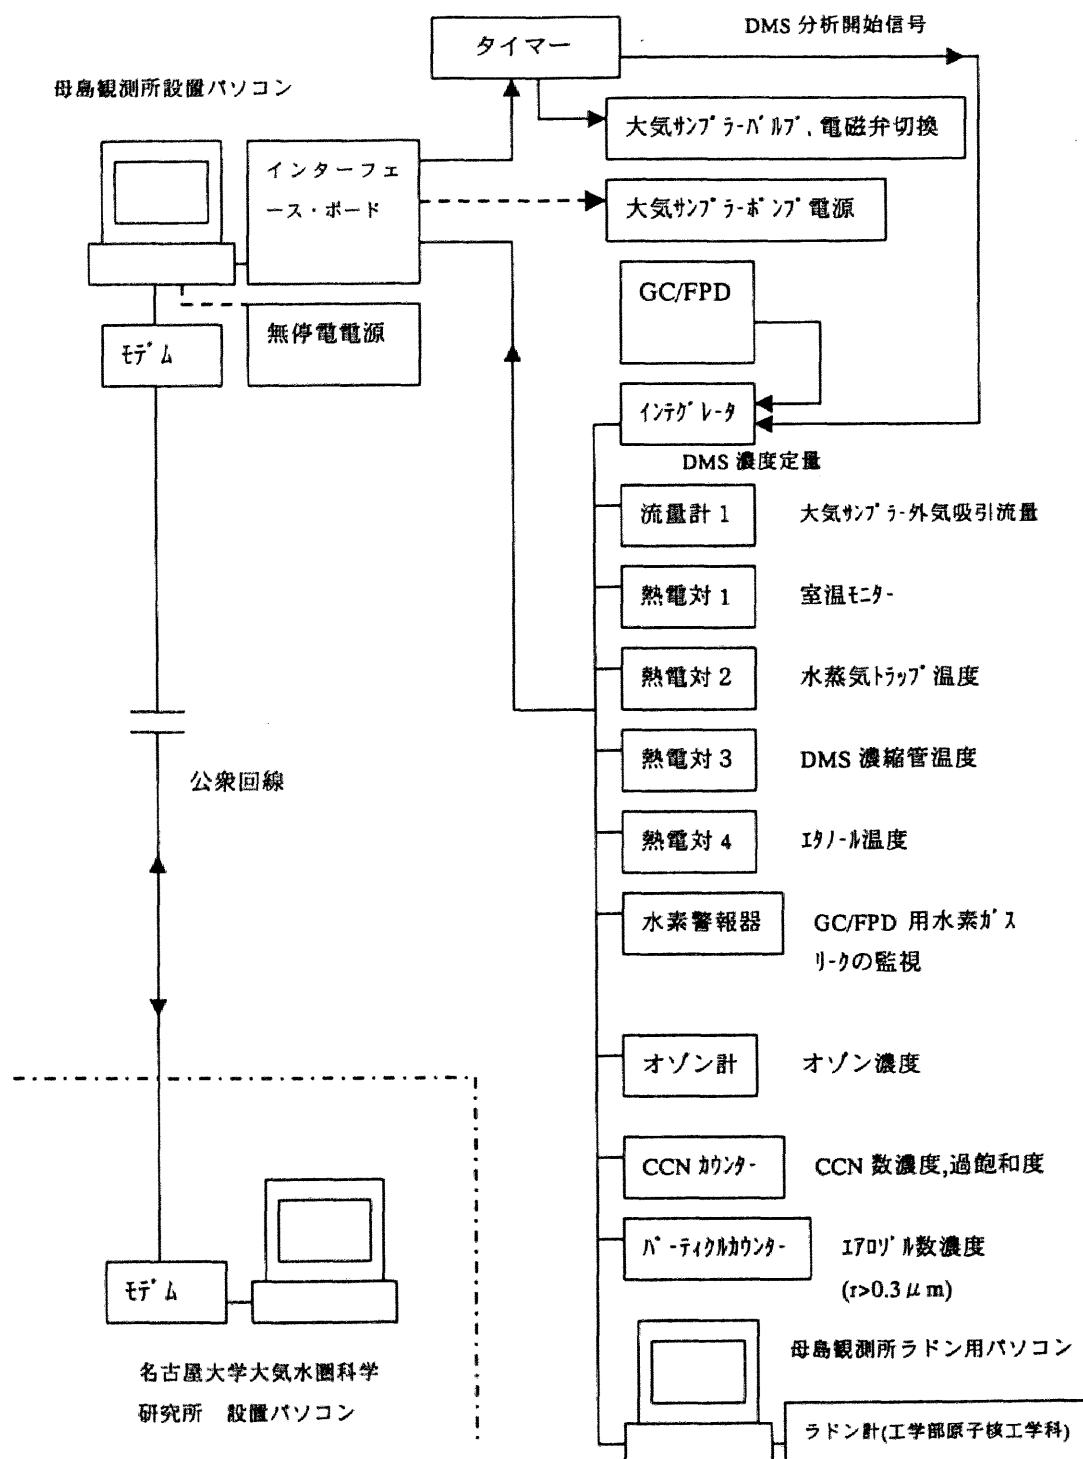 DMS 分析開始信号
タイマー
母島観測所設置パソコン
大気ｻﾝﾌﾟﾗｰﾊﾞﾙﾌﾞ, 電磁弁切換
インターフェ
ース・ボード
大気ｻﾝﾌﾟﾗｰﾎﾟﾝﾌﾟ電源
GC/FPD
無停電電源
ﾓﾃﾞﾑ
ｲﾝﾃｸﾞﾚｰﾀ
DMS 濃度定量
流量計 1
大気ｻﾝﾌﾟﾗｰ外気吸引流量
熱電対 1
室温ﾓﾆﾀｰ
熱電対 2
水蒸気ﾄﾗｯﾌﾟ温度
熱電対 3
DMS 濃縮管温度
公衆回線
熱電対 4
ｴﾀﾉｰﾙ温度
水素警報器
GC/FPD 用水素ｶﾞｽ
ﾘｰｸの監視
オゾン計
オゾン濃度
CCN ｶｳﾝﾀｰ
CCN 数濃度,過飽和度
ﾊﾟｰﾃｨｸﾙｶｳﾝﾀｰ
ｴｱﾛｿﾞﾙ数濃度
(r>0.3μm)
ﾓﾃﾞﾑ
母島観測所ラドン用パソコン
名古屋大学大気水圏科学
研究所　設置パソコン
ラドン計(工学部原子核工学科)